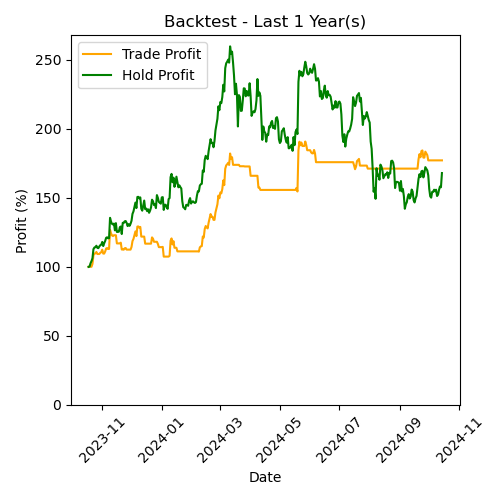 Backtest - Last 1 Year(s)
Trade Profit
Hold Profit
Profit (%)
250
200
150
100
50
0
2023-11
2024-01
2024-03
2024-05
2024-07
2024-09
2024-11
Date